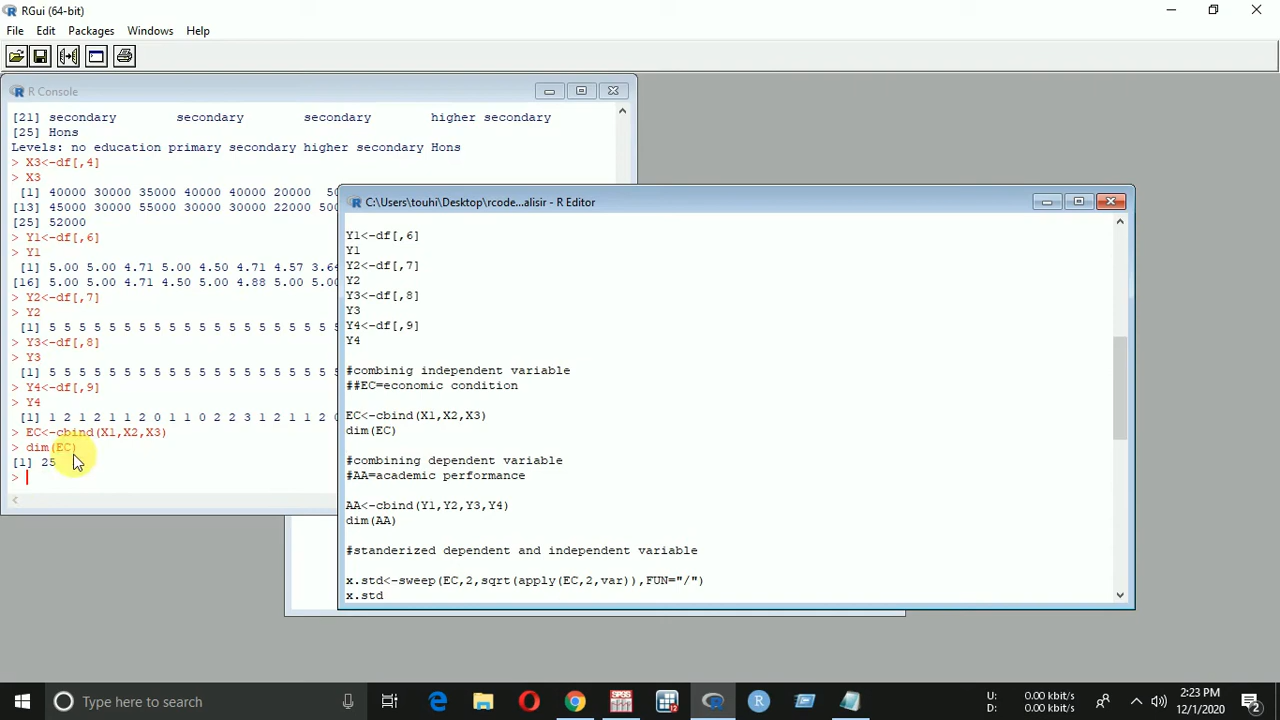 RGui (64-bit)
File Edit Packages Windows Help
R Console
[21] secondary secondary secondary higher secondary
[25] Hons
Levels: no education primary secondary higher secondary Hons
> X3<-df[,4]
> X3
[1] 40000 30000 35000 40000 40000 20000
[13] 45000 30000 55000 30000 30000 22000
[25] 52000
> Y1<-df[,6]
> Y1
[1] 5.00 5.00 4.71 5.00 4.50 4.71 4.57
[16] 5.00 5.00 4.71 4.50 5.00 4.88 5.00
> Y2<-df[,7]
> Y2
[1] 5 5 5 5 5 5 5 5 5 5 5 5 5 5 5 5 5 5 5
> Y3<-df[,8]
> Y3
[1] 5 5 5 5 5 5 5 5 5 5 5 5 5 5 5 5 5 5 5
> Y4<-df[,9]
> Y4
[1] 1 2 1 2 1 1 2 0 1 1 0 2 2 3 1 2 1 1 2
> EC<-cbind(X1,X2,X3)
> dim(EC)
[1] 25
>
C:\Users\touhi\Desktop\rcode...alisir - R Editor
Y1<-df[,6]
Y1
Y2<-df[,7]
Y2
Y3<-df[,8]
Y3
Y4<-df[,9]
Y4
#combinig independent variable
##EC=economic condition
EC<-cbind(X1,X2,X3)
dim(EC)
#combining dependent variable
#AA=academic performance
AA<-cbind(Y1,Y2,Y3,Y4)
dim(AA)
#standerized dependent and independent variable
x.std<-sweep(EC,2,sqrt(apply(EC,2,var)),FUN="/")
x.std
Type here to search
U: 0.00 kbit/s
D: 0.00 kbit/s
2:23 PM
12/1/2020